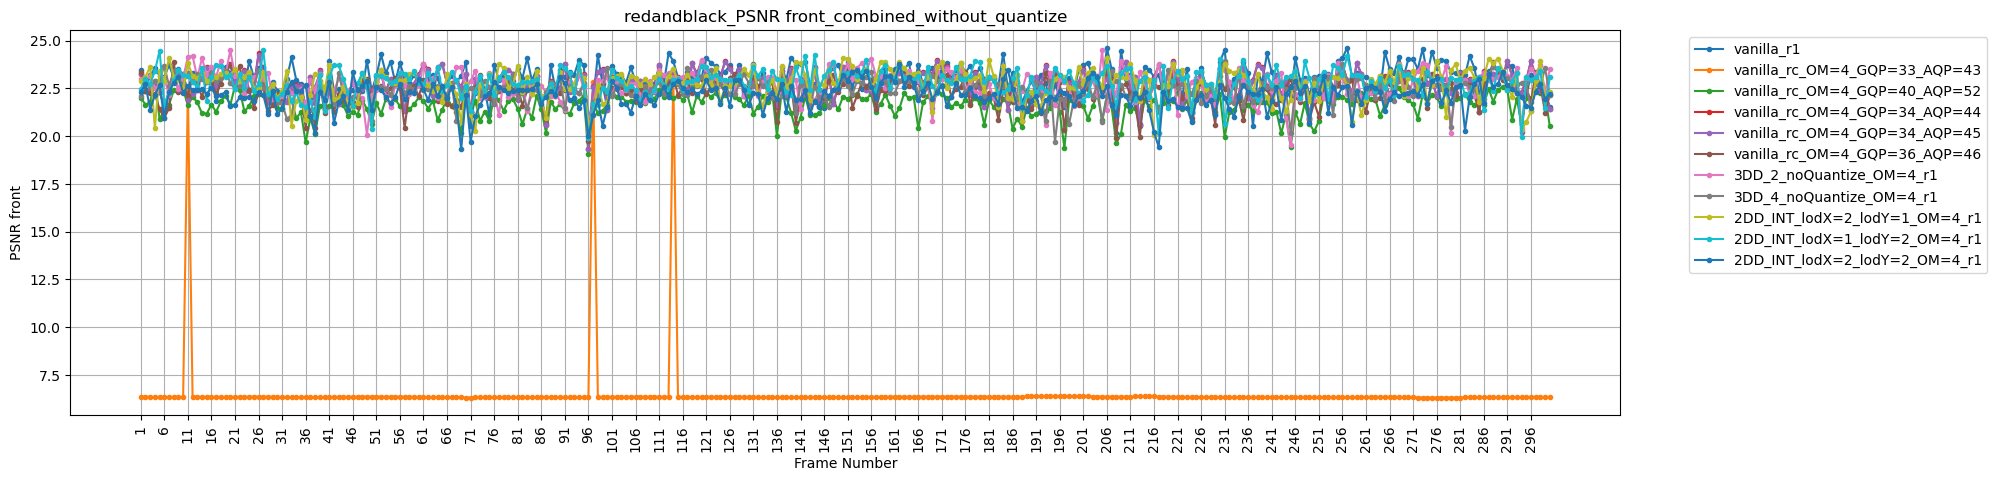 redandblack_PSNR front_combined_without_quantize
PSNR front
25.0
22.5
20.0
17.5
15.0
12.5
10.0
7.5
1 6 11 16 21 26 31 36 41 46 51 56 61 66 71 76 81 86 91 96 101 106 111 116 121 126 131 136 141 146 151 156 161 166 171 176 181 186 191 196 201 206 211 216 221 226 231 236 241 246 251 256 261 266 271 276 281 286 291 296
Frame Number
vanilla_r1
vanilla_rc_OM=4_GQP=33_AQP=43
vanilla_rc_OM=4_GQP=40_AQP=52
vanilla_rc_OM=4_GQP=34_AQP=44
vanilla_rc_OM=4_GQP=34_AQP=45
vanilla_rc_OM=4_GQP=36_AQP=46
3DD_2_noQuantize_OM=4_r1
3DD_4_noQuantize_OM=4_r1
2DD_INT_lodX=2_lodY=1_OM=4_r1
2DD_INT_lodX=1_lodY=2_OM=4_r1
2DD_INT_lodX=2_lodY=2_OM=4_r1